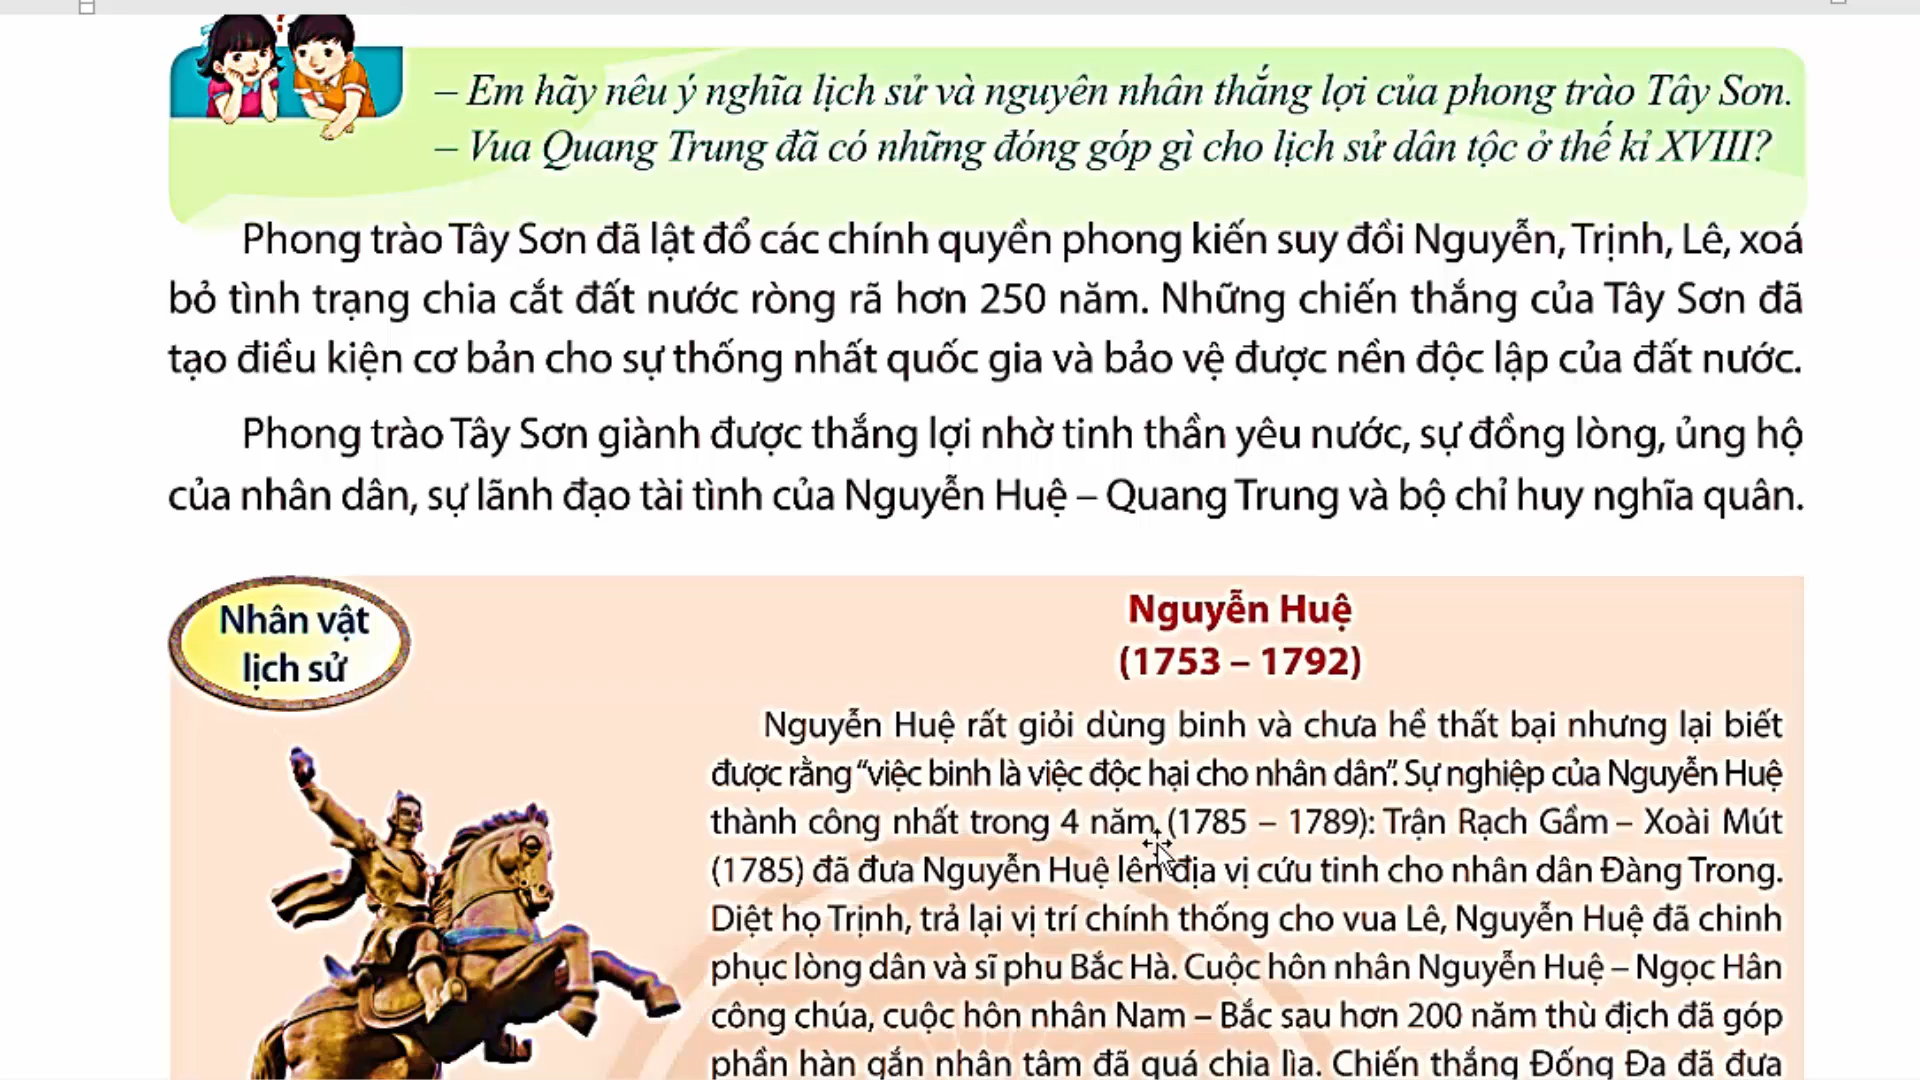 – Em hãy nêu ý nghĩa lịch sử và nguyên nhân thắng lợi của phong trào Tây Sơn.
– Vua Quang Trung đã có những đóng góp gì cho lịch sử dân tộc ở thế kỉ XVIII?
Phong trào Tây Sơn đã lật đổ các chính quyền phong kiến suy đồi Nguyễn, Trịnh, Lê, xoá
bỏ tình trạng chia cắt đất nước ròng rã hơn 250 năm. Những chiến thắng của Tây Sơn đã
tạo điều kiện cơ bản cho sự thống nhất quốc gia và bảo vệ được nền độc lập của đất nước.
Phong trào Tây Sơn giành được thắng lợi nhờ tinh thần yêu nước, sự đồng lòng, ủng hộ
của nhân dân, sự lãnh đạo tài tình của Nguyễn Huệ – Quang Trung và bộ chỉ huy nghĩa quân.
Nhân vật
lịch sử
Nguyễn Huệ
(1753 – 1792)
Nguyễn Huệ rất giỏi dùng binh và chưa hề thất bại nhưng lại biết
được rằng “việc binh là việc độc hại cho nhân dân”. Sự nghiệp của Nguyễn Huệ
thành công nhất trong 4 năm (1785 – 1789): Trận Rạch Gầm – Xoài Mút
(1785) đã đưa Nguyễn Huệ lên địa vị cứu tinh cho nhân dân Đàng Trong.
Diệt họ Trịnh, trả lại vị trí chính thống cho vua Lê, Nguyễn Huệ đã chinh
phục lòng dân và sĩ phu Bắc Hà. Cuộc hôn nhân Nguyễn Huệ – Ngọc Hân
công chúa, cuộc hôn nhân Nam – Bắc sau hơn 200 năm thù địch đã góp
phần hàn gắn nhân tâm đã quá chia lìa. Chiến thắng Đống Đa đã đưa